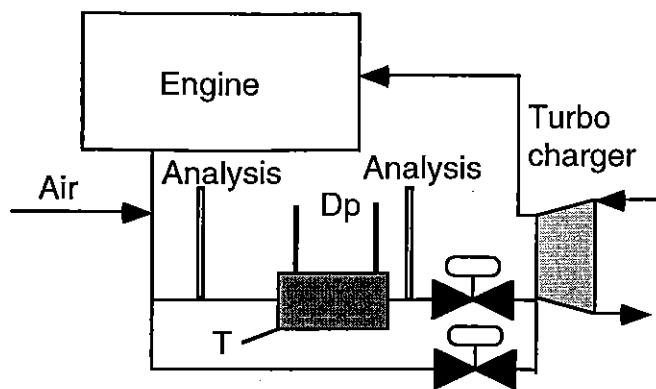 Engine
Turbo
charger
Analysis
Analysis
Air
Dp
T